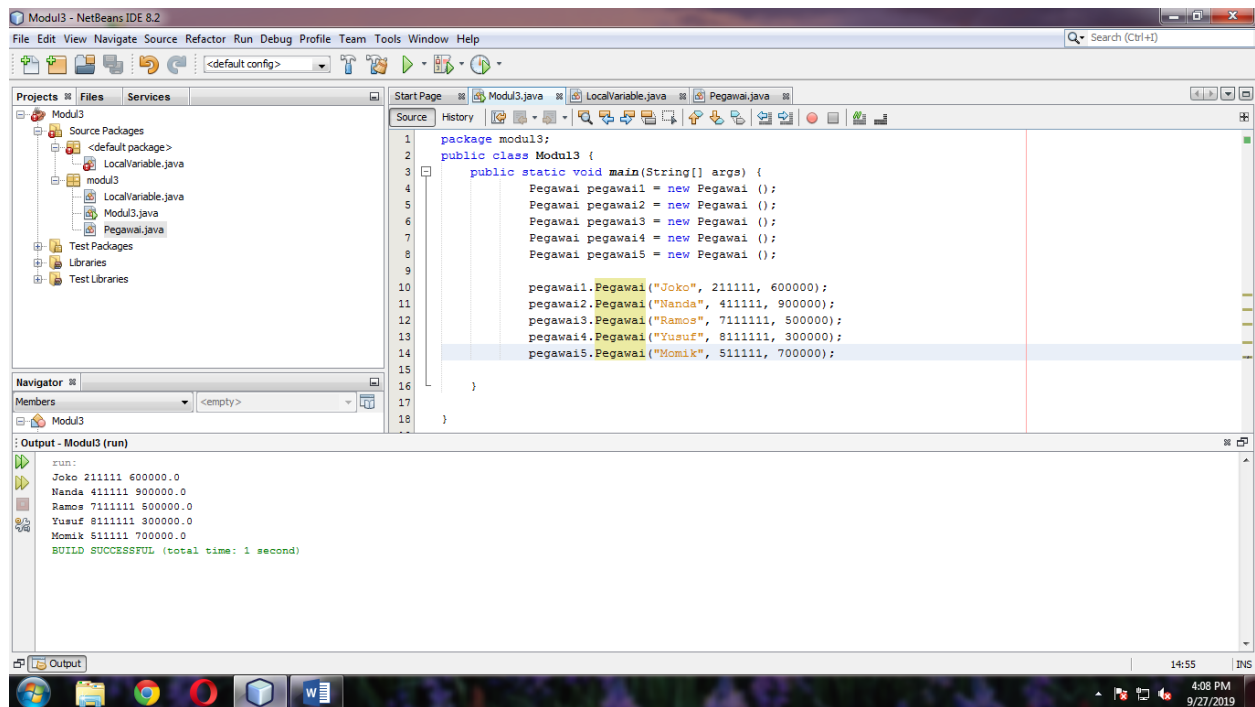 Modul3 - NetBeans IDE 8.2
File Edit View Navigate Source Refactor Run Debug Profile Team Tools Window Help
Search (Ctrl+I)
<default config>
Projects Files Services
Modul3
Source Packages
<default package>
LocalVariable.java
modul3
LocalVariable.java
Modul3.java
Pegawai.java
Test Packages
Libraries
Test Libraries
Navigator
Members <empty>
Modul3
Start Page Modul3.java LocalVariable.java Pegawai.java
Source History
1 package modul3;
2 public class Modul3 {
3 public static void main(String[] args) {
4 Pegawai pegawai1 = new Pegawai ();
5 Pegawai pegawai2 = new Pegawai ();
6 Pegawai pegawai3 = new Pegawai ();
7 Pegawai pegawai4 = new Pegawai ();
8 Pegawai pegawai5 = new Pegawai ();
9
10 pegawai1.Pegawai("Joko", 211111, 600000);
11 pegawai2.Pegawai("Nanda", 411111, 900000);
12 pegawai3.Pegawai("Ramos", 7111111, 500000);
13 pegawai4.Pegawai("Yusuf", 8111111, 300000);
14 pegawai5.Pegawai("Momik", 511111, 700000);
15
16 }
17
18 }
Output - Modul3 (run)
run:
Joko 211111 600000.0
Nanda 411111 900000.0
Ramos 7111111 500000.0
Yusuf 8111111 300000.0
Momik 511111 700000.0
BUILD SUCCESSFUL (total time: 1 second)
Output
14:55 INS
4:08 PM
9/27/2019